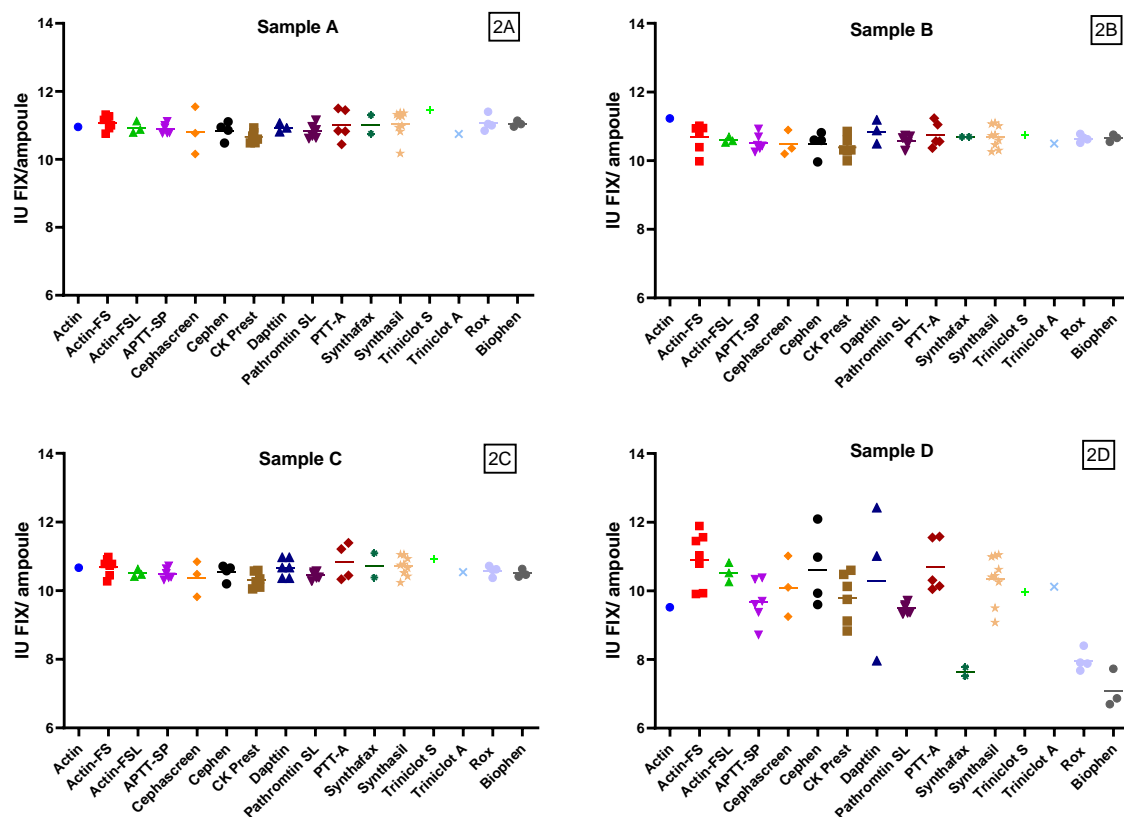 Sample A
2A
IU FIX/ampoule
14
12
10
8
6
Actin
Actin-FS
Actin-FSL
APTT-SP
Cephascreen
Cephen
CK Prest
Dapttin
Pathromtin SL
PTT-A
Synthafax
Synthasil
Triniclot S
Triniclot A
Rox
Biophen
Sample B
2B
IU FIX/ ampoule
14
12
10
8
6
Actin
Actin-FS
Actin-FSL
APTT-SP
Cephascreen
Cephen
CK Prest
Dapttin
Pathromtin SL
PTT-A
Synthafax
Synthasil
Triniclot S
Triniclot A
Rox
Biophen
Sample C
2C
IU FIX/ ampoule
14
12
10
8
6
Actin
Actin-FS
Actin-FSL
APTT-SP
Cephascreen
Cephen
CK Prest
Dapttin
Pathromtin SL
PTT-A
Synthafax
Synthasil
Triniclot S
Triniclot A
Rox
Biophen
Sample D
2D
IU FIX/ ampoule
14
12
10
8
6
Actin
Actin-FS
Actin-FSL
APTT-SP
Cephascreen
Cephen
CK Prest
Dapttin
Pathromtin SL
PTT-A
Synthafax
Synthasil
Triniclot S
Triniclot A
Rox
Biophen